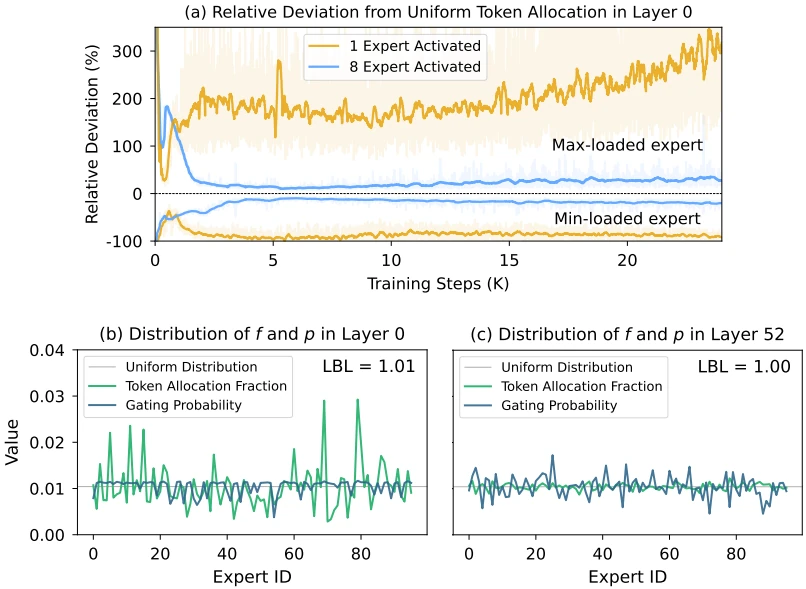 (a) Relative Deviation from Uniform Token Allocation in Layer 0
Relative Deviation (%)
300
200
100
0
-100
1 Expert Activated
8 Expert Activated
Max-loaded expert
Min-loaded expert
0 5 10 15 20
Training Steps (K)
(b) Distribution of f and p in Layer 0
Value
0.04
0.03
0.02
0.01
0.00
Uniform Distribution
Token Allocation Fraction
Gating Probability
LBL = 1.01
0 20 40 60 80
Expert ID
(c) Distribution of f and p in Layer 52
Uniform Distribution
Token Allocation Fraction
Gating Probability
LBL = 1.00
0 20 40 60 80
Expert ID